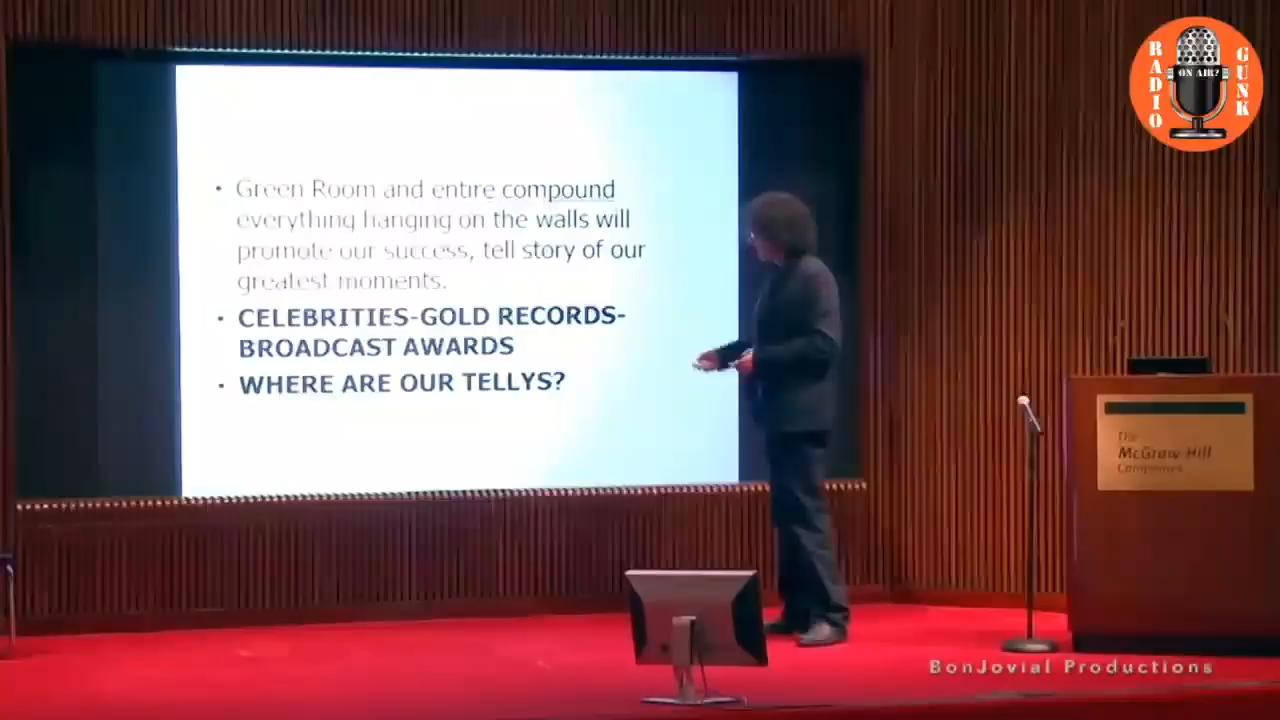 RADIO
ON AIR?
GUNK
• Green Room and entire compound
everything hanging on the walls will
promote our success, tell story of our
greatest moments.
• CELEBRITIES-GOLD RECORDS-
BROADCAST AWARDS
• WHERE ARE OUR TELLYS?
The
McGraw-Hill
Companies
BonJovial Productions